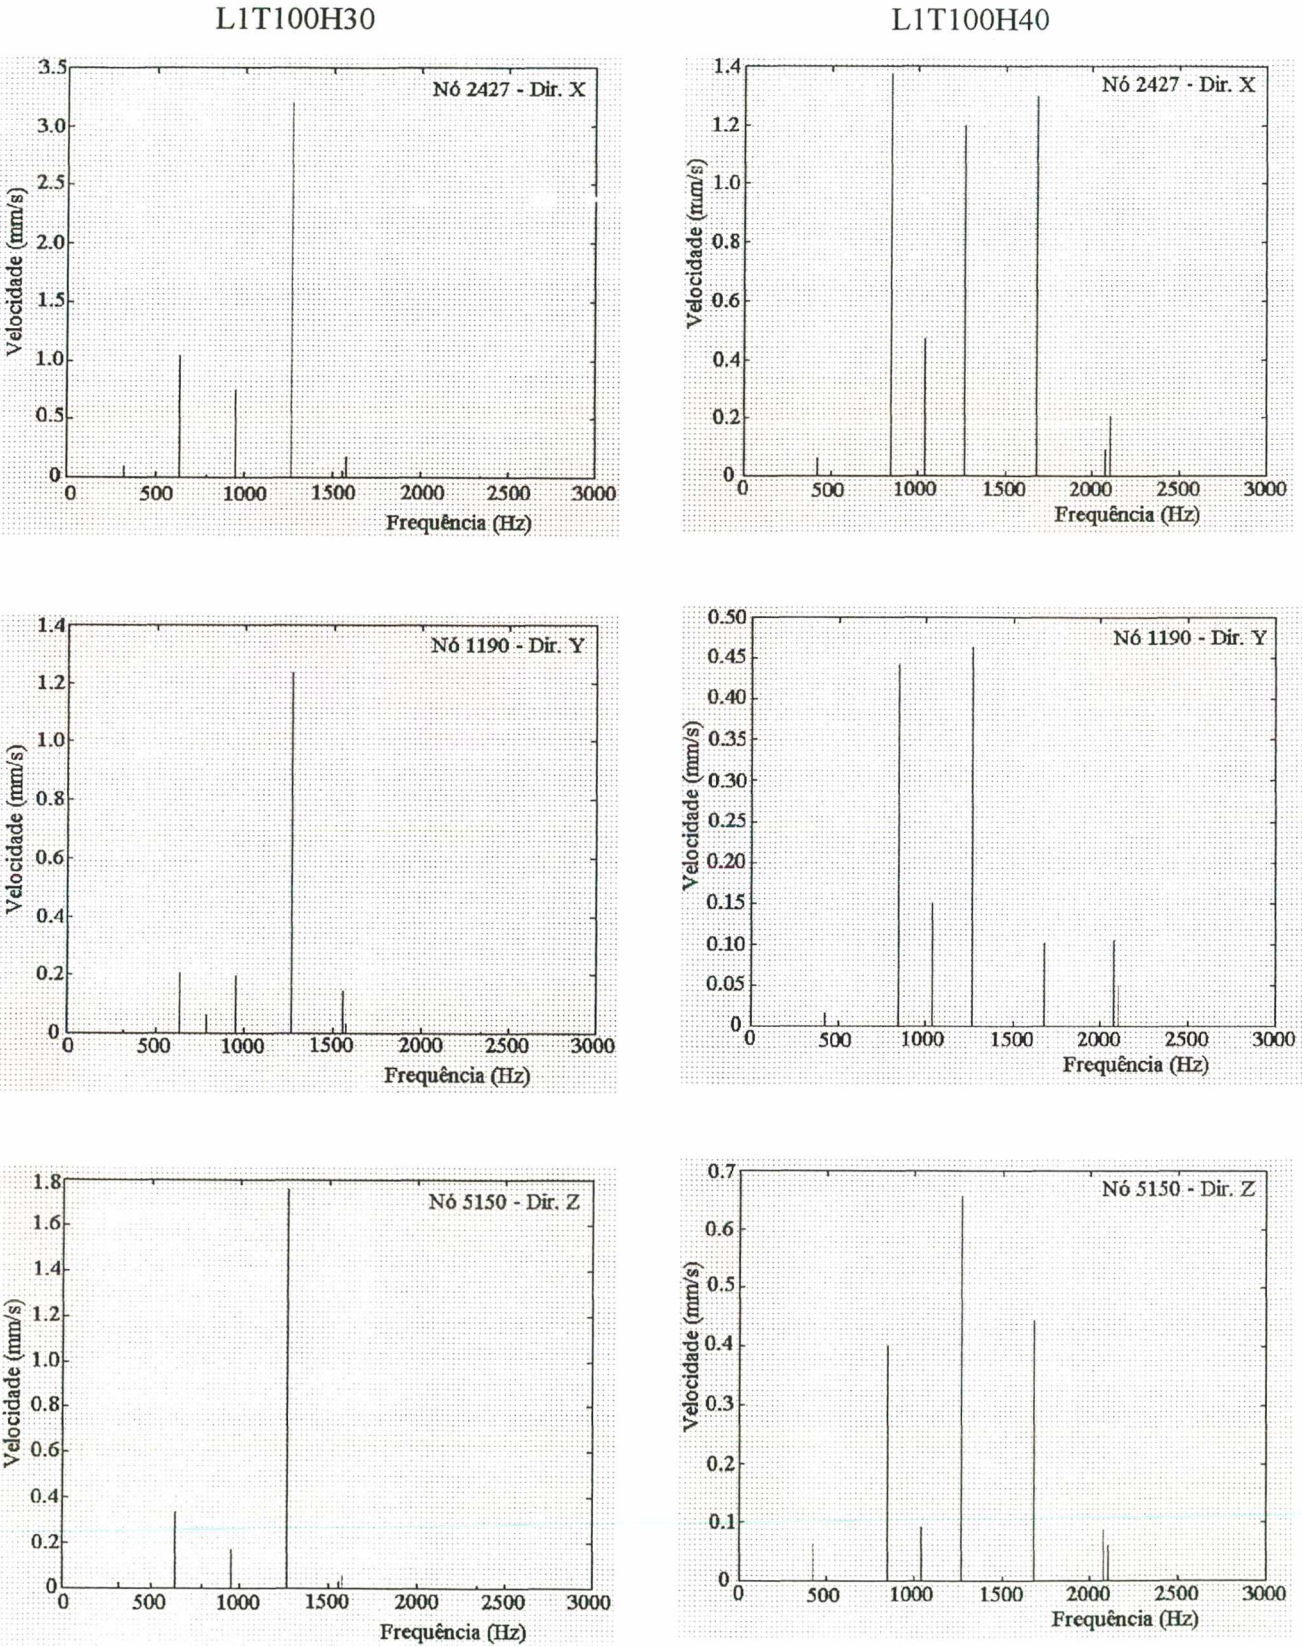 L1T100H30
L1T100H40
Nó 2427 - Dir. X
Velocidade (mm/s)
3.5
3.0
2.5
2.0
1.5
1.0
0.5
0
0 500 1000 1500 2000 2500 3000
Frequência (Hz)
Nó 2427 - Dir. X
Velocidade (mm/s)
1.4
1.2
1.0
0.8
0.6
0.4
0.2
0
0 500 1000 1500 2000 2500 3000
Frequência (Hz)
Nó 1190 - Dir. Y
Velocidade (mm/s)
1.4
1.2
1.0
0.8
0.6
0.4
0.2
0
0 500 1000 1500 2000 2500 3000
Frequência (Hz)
Nó 1190 - Dir. Y
Velocidade (mm/s)
0.50
0.45
0.40
0.35
0.30
0.25
0.20
0.15
0.10
0.05
0
0 500 1000 1500 2000 2500 3000
Frequência (Hz)
Nó 5150 - Dir. Z
Velocidade (mm/s)
1.8
1.6
1.4
1.2
1.0
0.8
0.6
0.4
0.2
0
0 500 1000 1500 2000 2500 3000
Frequência (Hz)
Nó 5150 - Dir. Z
Velocidade (mm/s)
0.7
0.6
0.5
0.4
0.3
0.2
0.1
0
0 500 1000 1500 2000 2500 3000
Frequência (Hz)